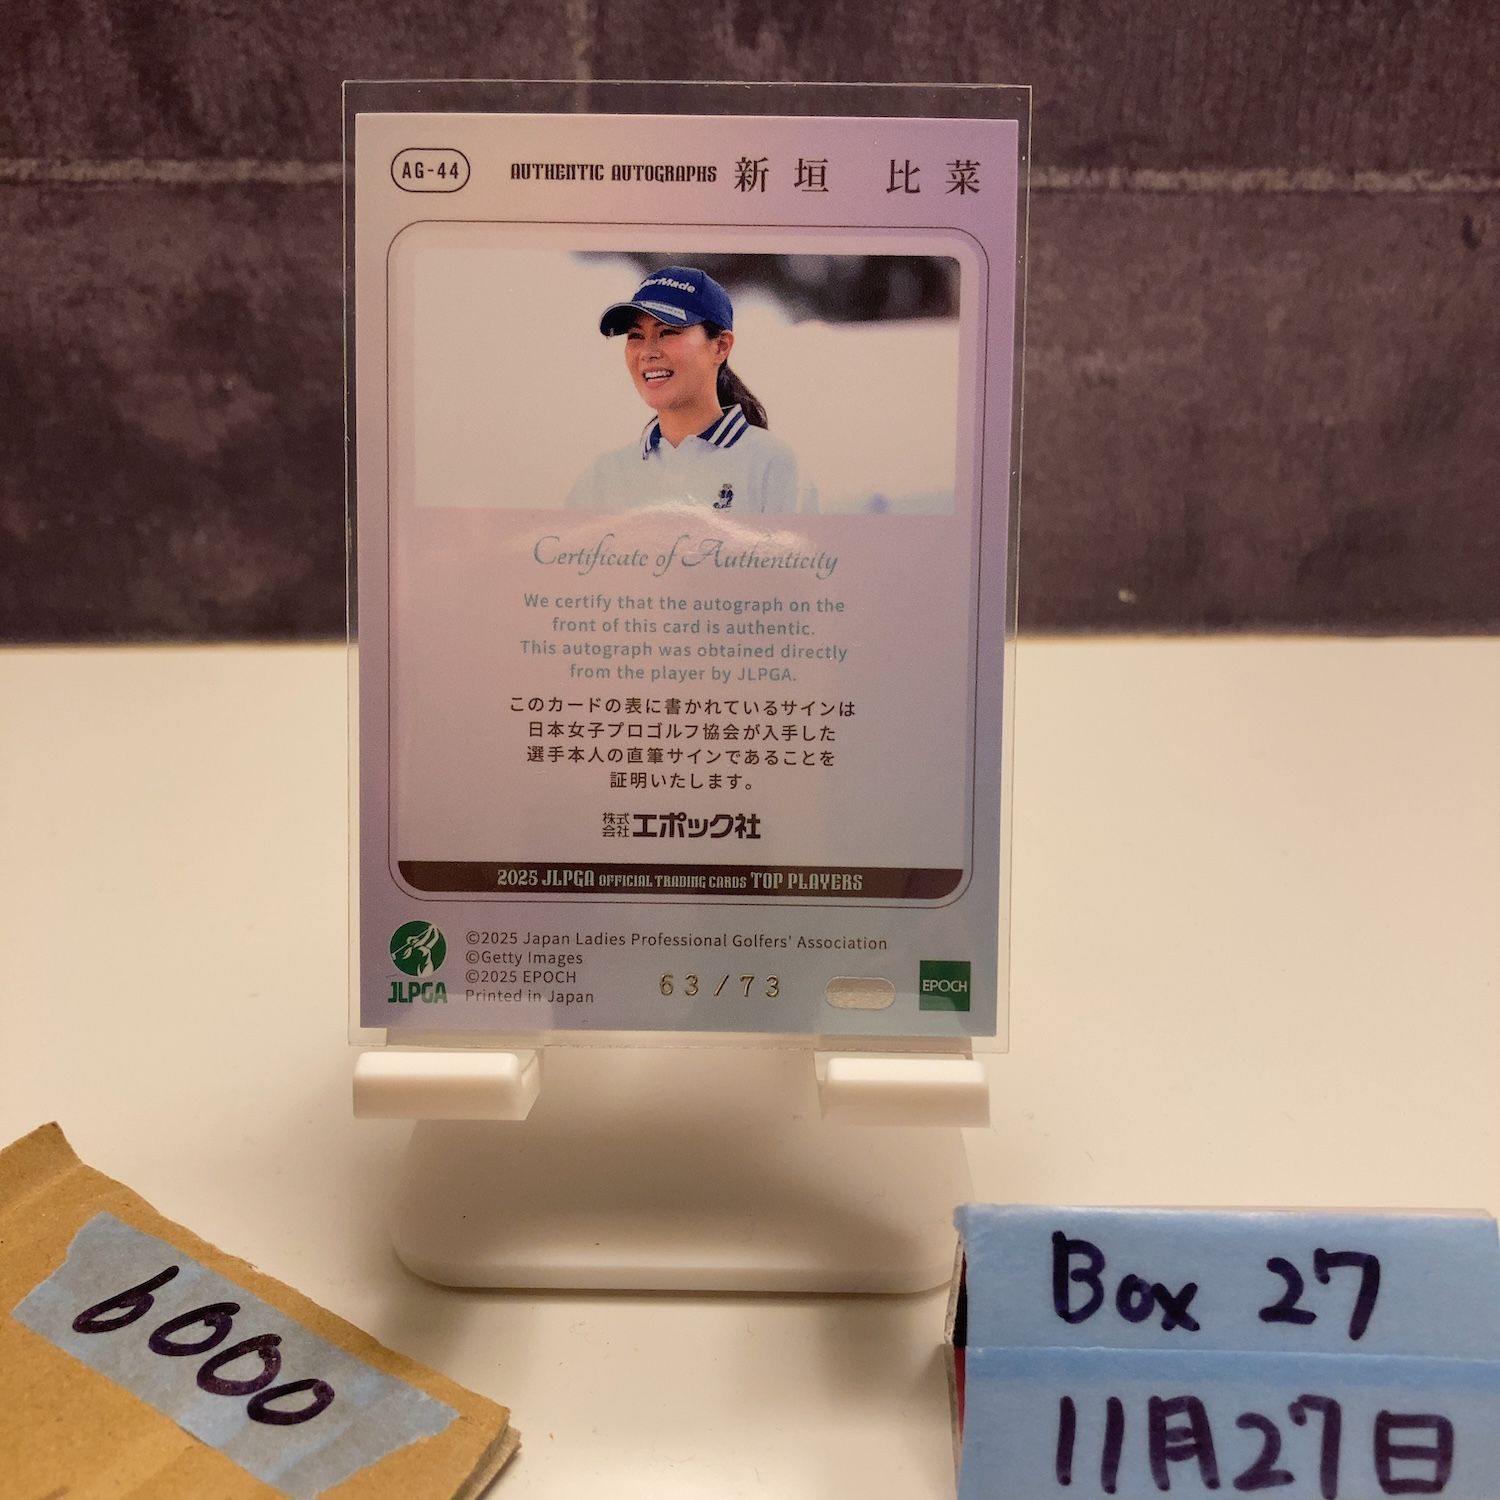 AG-44
AUTHENTIC AUTOGRAPHS 新垣 比菜
Certificate of Authenticity
We certify that the autograph on the
front of this card is authentic.
This autograph was obtained directly
from the player by JLPGA.
このカードの表に書かれているサインは
日本女子プロゴルフ協会が入手した
選手本人の直筆サインであることを
証明いたします。
株式会社 エポック社
2025 JLPGA OFFICIAL TRADING CARDS TOP PLAYERS
JLPGA
©2025 Japan Ladies Professional Golfers' Association
©Getty Images
©2025 EPOCH
Printed in Japan
63/73
EPOCH
6000
Box 27
11月27日